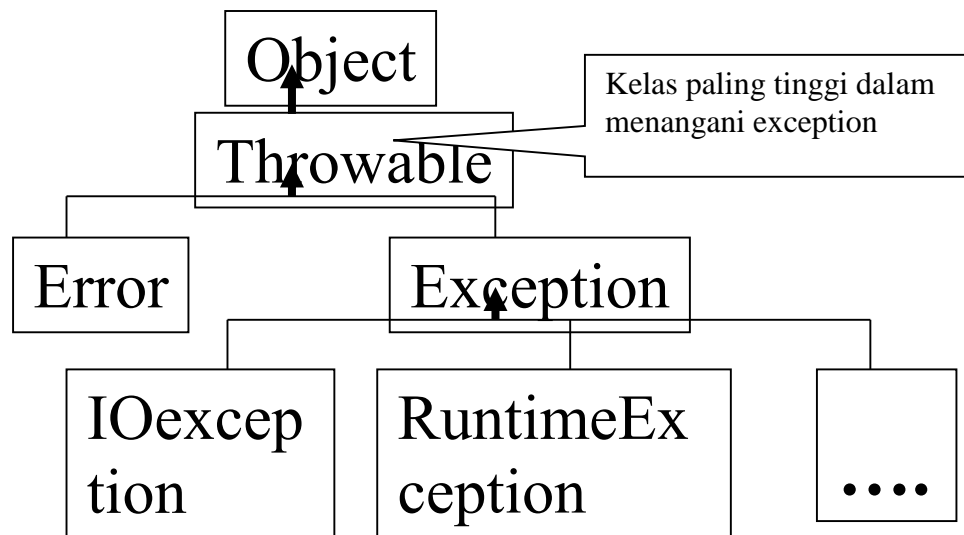 Object
Kelas paling tinggi dalam
menangani exception
Throwable
Error
Exception
IOexcep
tion
RuntimeEx
ception
....